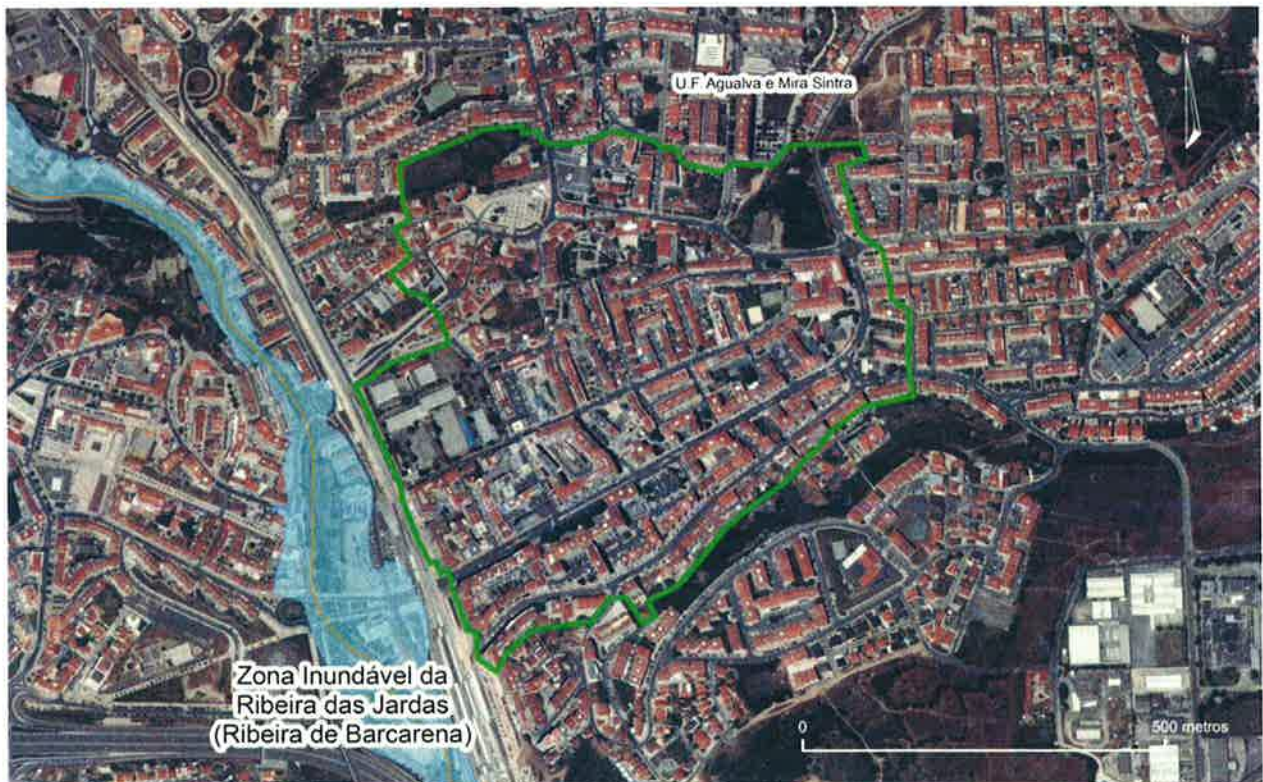 U.F. Agualva e Mira Sintra
N
Zona Inundável da
Ribeira das Jardas
(Ribeira de Barcarena)
0
500 metros